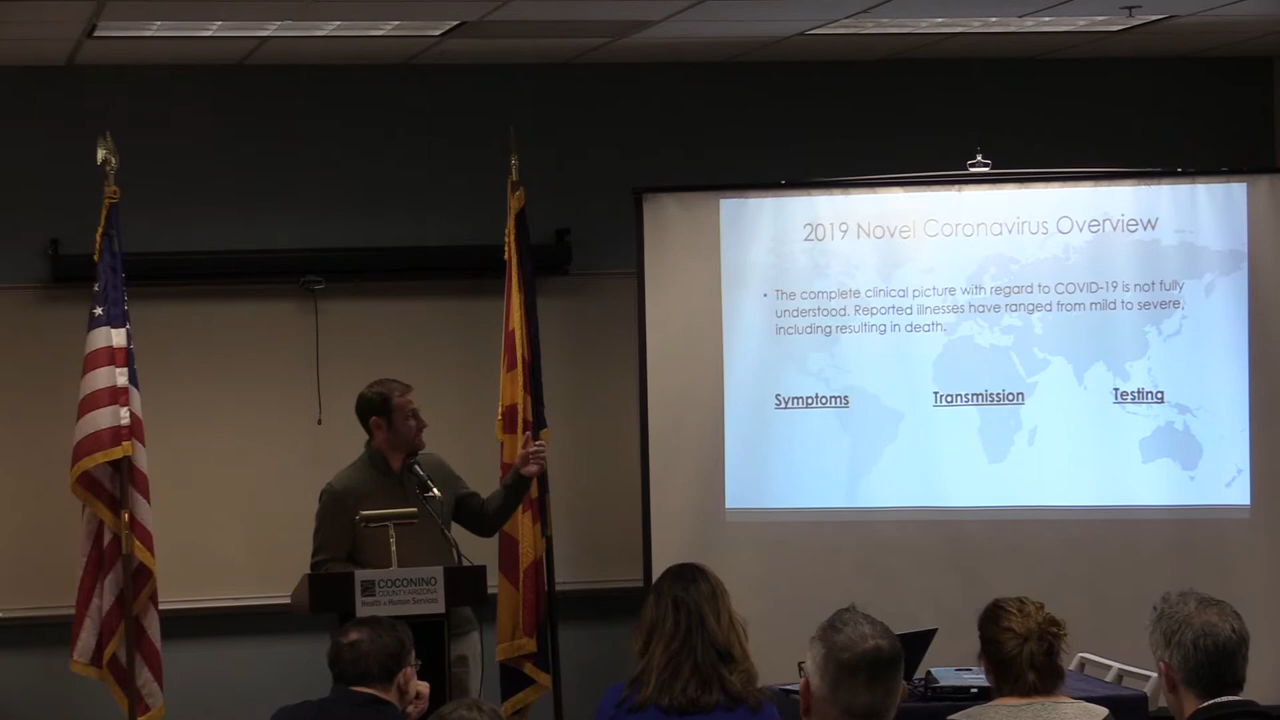 2019 Novel Coronavirus Overview
• The complete clinical picture with regard to COVID-19 is not fully
understood. Reported illnesses have ranged from mild to severe,
including resulting in death.
Symptoms Transmission Testing
COCONINO
COUNTY ARIZONA
Health & Human Services